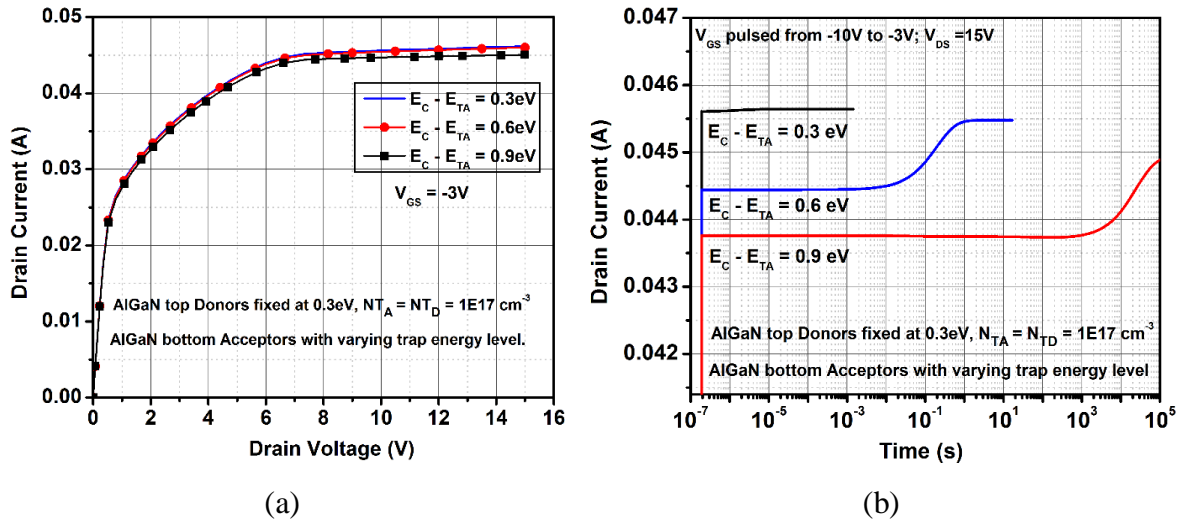 0.05
0.04
0.03
0.02
0.01
0.00
0 2 4 6 8 10 12 14 16
Drain Current (A)
Drain Voltage (V)
E_C - E_TA = 0.3eV
E_C - E_TA = 0.6eV
E_C - E_TA = 0.9eV
V_GS = -3V
AlGaN top Donors fixed at 0.3eV, NT_A = NT_D = 1E17 cm^-3
AlGaN bottom Acceptors with varying trap energy level.
(a)
0.047
0.046
0.045
0.044
0.043
0.042
10^-7 10^-5 10^-3 10^-1 10^1 10^3 10^5
Drain Current (A)
Time (s)
V_GS pulsed from -10V to -3V; V_DS =15V
E_C - E_TA = 0.3 eV
E_C - E_TA = 0.6 eV
E_C - E_TA = 0.9 eV
AlGaN top Donors fixed at 0.3eV, N_TA = N_TD = 1E17 cm^-3
AlGaN bottom Acceptors with varying trap energy level
(b)